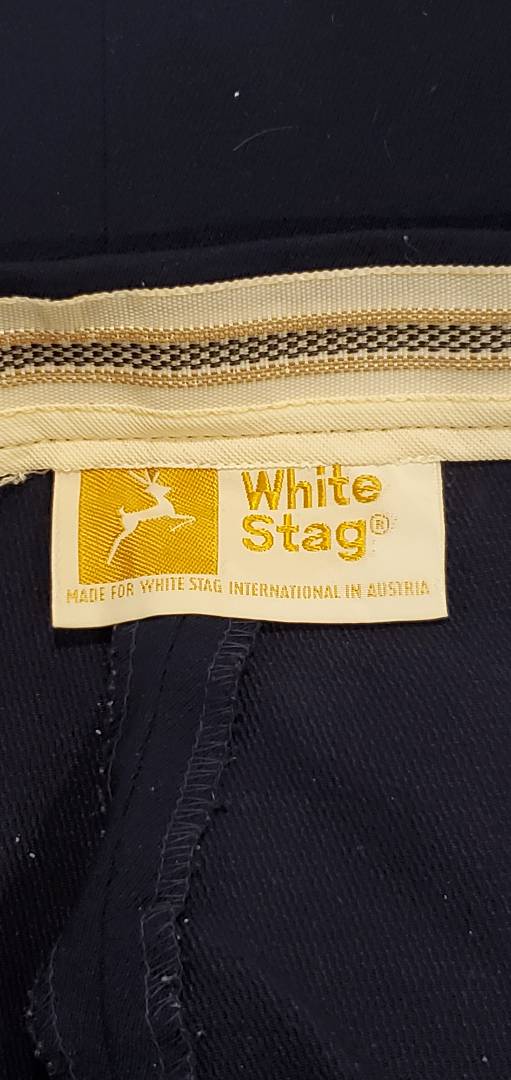 White
Stag®
MADE FOR WHITE STAG INTERNATIONAL IN AUSTRIA